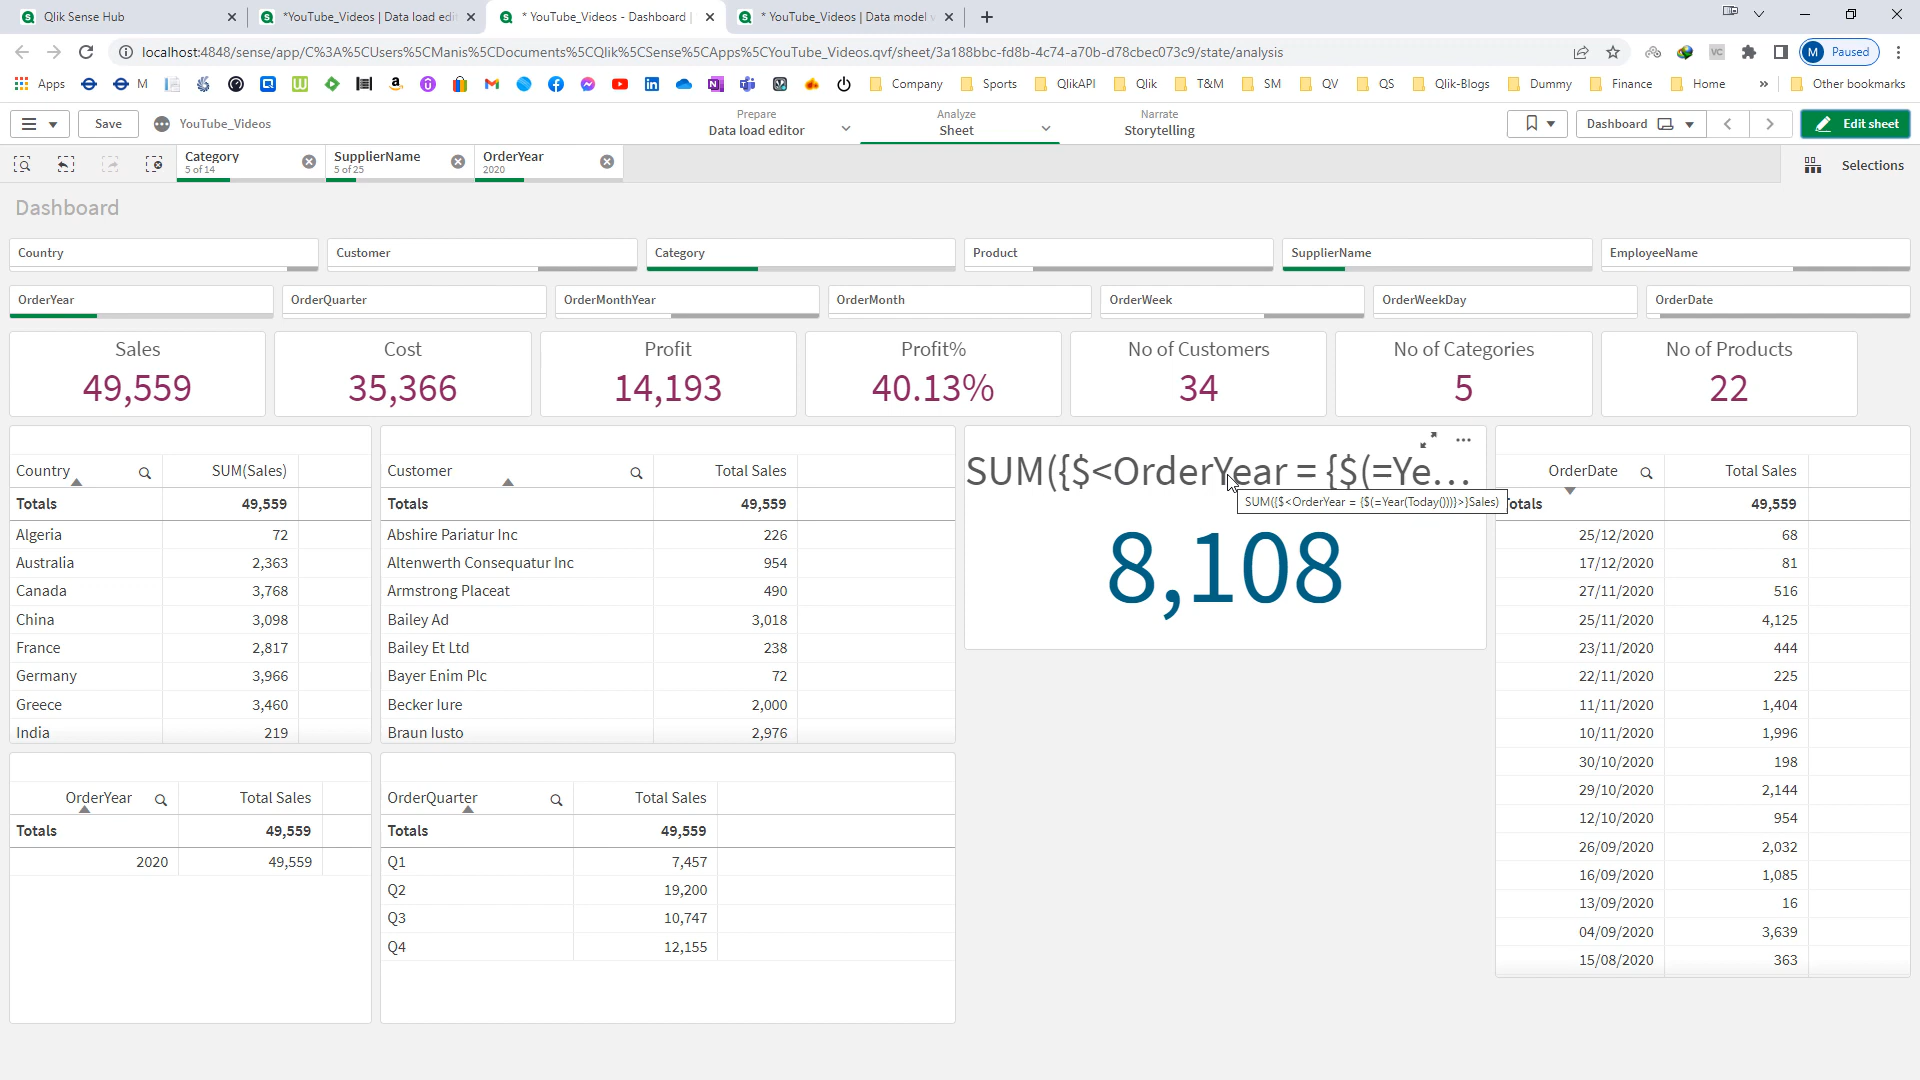 Qlik Sense Hub
*YouTube_Videos | Data load edi
* YouTube_Videos - Dashboard |
* YouTube_Videos | Data model v
localhost:4848/sense/app/C%3A%5CUsers%5CManis%5CDocuments%5CQlik%5CSense%5CApps%5CYouTube_Videos.qvf/sheet/3a188bbc-fd8b-4c74-a70b-d78cbec073c9/state/analysis
M Paused
Apps
M
Company
Sports
QlikAPI
Qlik
T&M
SM
QV
QS
Qlik-Blogs
Dummy
Finance
Home
»
Other bookmarks
Save
YouTube_Videos
Prepare
Data load editor
Analyze
Sheet
Narrate
Storytelling
Dashboard
Edit sheet
Category
5 of 14
SupplierName
5 of 25
OrderYear
2020
Selections
Dashboard
Country
Customer
Category
Product
SupplierName
EmployeeName
OrderYear
OrderQuarter
OrderMonthYear
OrderMonth
OrderWeek
OrderWeekDay
OrderDate
Sales
49,559
Cost
35,366
Profit
14,193
Profit%
40.13%
No of Customers
34
No of Categories
5
No of Products
22
Country SUM(Sales)
Totals 49,559
Algeria 72
Australia 2,363
Canada 3,768
China 3,098
France 2,817
Germany 3,966
Greece 3,460
India 219
Customer Total Sales
Totals 49,559
Abshire Pariatur Inc 226
Altenwerth Consequatur Inc 954
Armstrong Placeat 490
Bailey Ad 3,018
Bailey Et Ltd 238
Bayer Enim Plc 72
Becker Iure 2,000
Braun Iusto 2,976
SUM({$<OrderYear = {$(=Ye...
SUM({$<OrderYear = {$(=Year(Today()))}>}Sales)
8,108
OrderDate Total Sales
Totals 49,559
25/12/2020 68
17/12/2020 81
27/11/2020 516
25/11/2020 4,125
23/11/2020 444
22/11/2020 225
11/11/2020 1,404
10/11/2020 1,996
30/10/2020 198
29/10/2020 2,144
12/10/2020 954
26/09/2020 2,032
16/09/2020 1,085
13/09/2020 16
04/09/2020 3,639
15/08/2020 363
OrderYear Total Sales
Totals 49,559
2020 49,559
OrderQuarter Total Sales
Totals 49,559
Q1 7,457
Q2 19,200
Q3 10,747
Q4 12,155